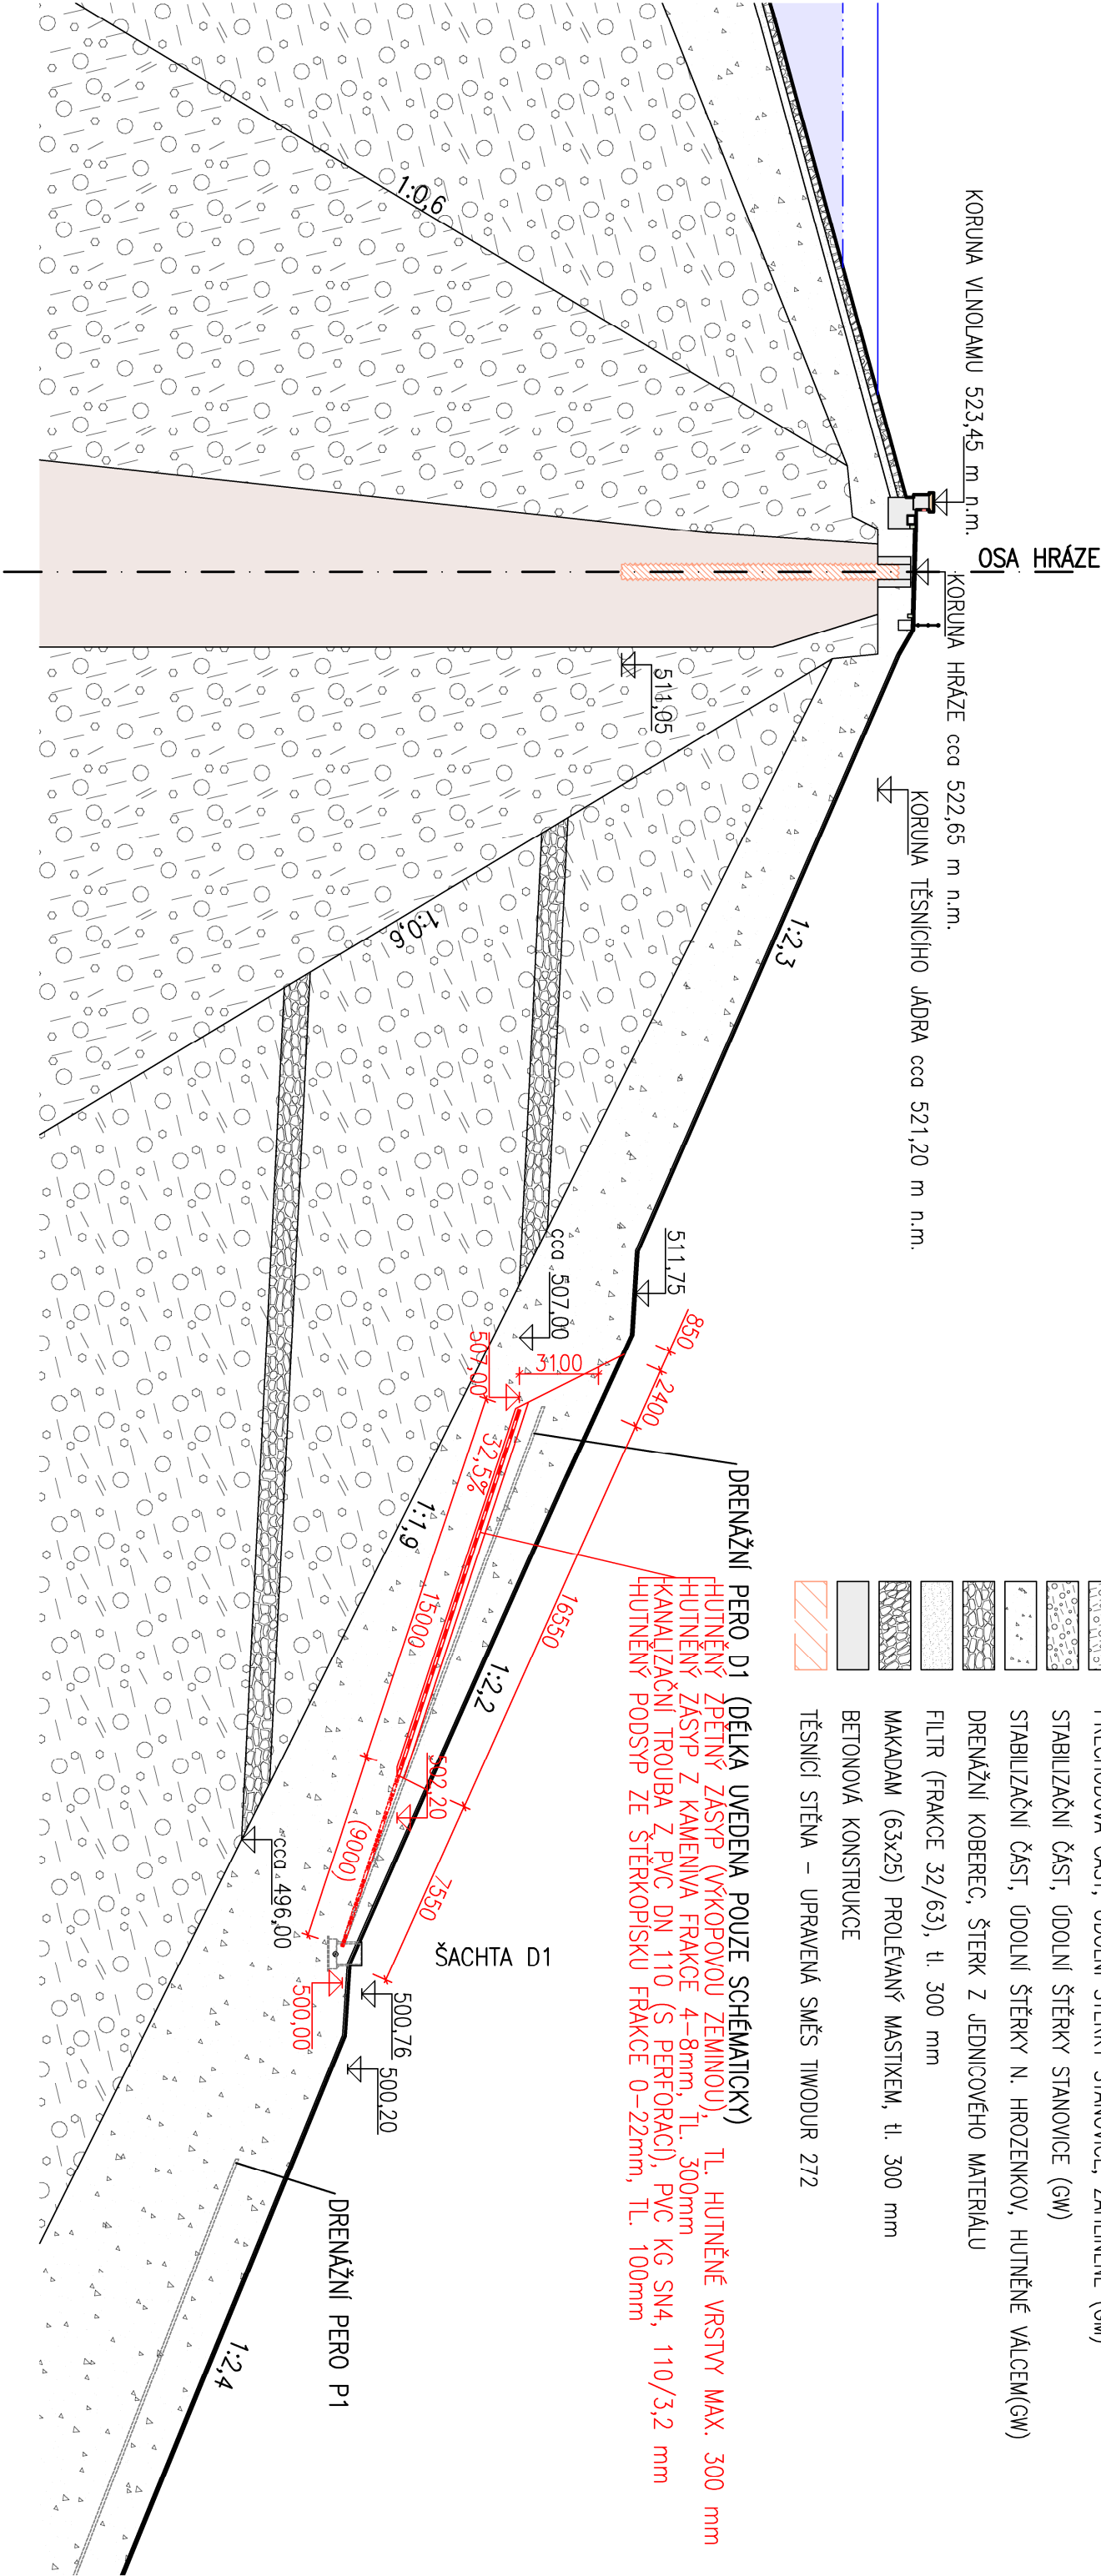 KORUNA VLNOLAMU 523,45 m n.m.
OSA HRÁZE
KORUNA HRÁZE cca 522,65 m n.m.
KORUNA TĚSNÍCÍHO JÁDRA cca 521,20 m n.m.
1:0,6
511,05
1:2,3
1:0,6
511,75
cca 507,00
507,00
3100
850
2400
16550
7550
32,5%
15000
(9000)
1:1,9
1:2,2
502,20
cca 496,00
ŠACHTA D1
500,00
500.76
500,20
DRENÁŽNÍ PERO D1 (DÉLKA UVEDENA POUZE SCHÉMATICKY)
HUTNĚNÝ ZPĚTNÝ ZÁSYP (VÝKOPOVOU ZEMINOU), TL. HUTNĚNÉ VRSTVY MAX. 300 mm
HUTNĚNÝ ZÁSYP Z KAMENIVA FRAKCE 4-8mm, TL. 300mm
KANALIZAČNÍ TROUBA Z PVC DN 110 (S PERFORACÍ), PVC KG SN4, 110/3,2 mm
HUTNĚNÝ PODSYP ZE ŠTĚRKOPÍSKU FRAKCE 0-22mm, TL. 100mm
DRENÁŽNÍ PERO P1
1:2,4
STABILIZAČNÍ ČÁST, ÚDOLNÍ ŠTĚRKY STANOVICE (GW)
STABILIZAČNÍ ČÁST, ÚDOLNÍ ŠTĚRKY N. HROZENKOV, HUTNĚNÉ VÁLCEM(GW)
DRENÁŽNÍ KOBEREC, ŠTERK Z JEDNICOVÉHO MATERIÁLU
FILTR (FRAKCE 32/63), tl. 300 mm
MAKADAM (63x25) PROLÉVANÝ MASTIXEM, tl. 300 mm
BETONOVÁ KONSTRUKCE
TĚSNÍCÍ STĚNA – UPRAVENÁ SMĚS TIWODUR 272